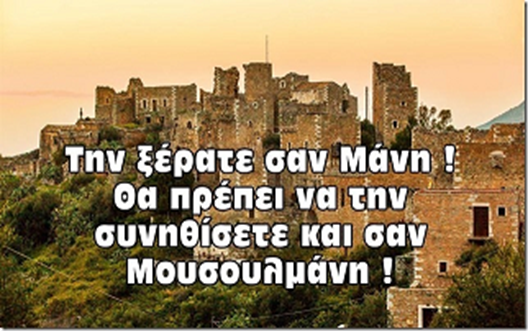 Την ξέρατε σαν Μάνη !
Θα πρέπει να την
συνηθίσετε και σαν
Μουσουλμάνη !